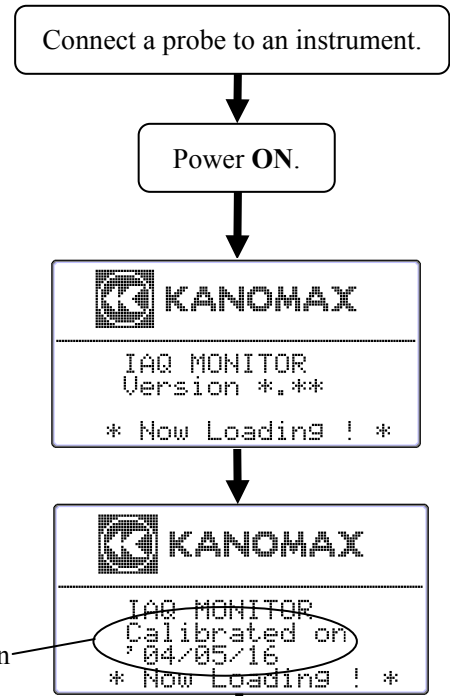 Connect a probe to an instrument.
Power ON.
KANOMAX
IAQ MONITOR
Version *.**
* Now Loading ! *
KANOMAX
IAQ MONITOR
Calibrated on
'04/05/16
* Now Loading ! *